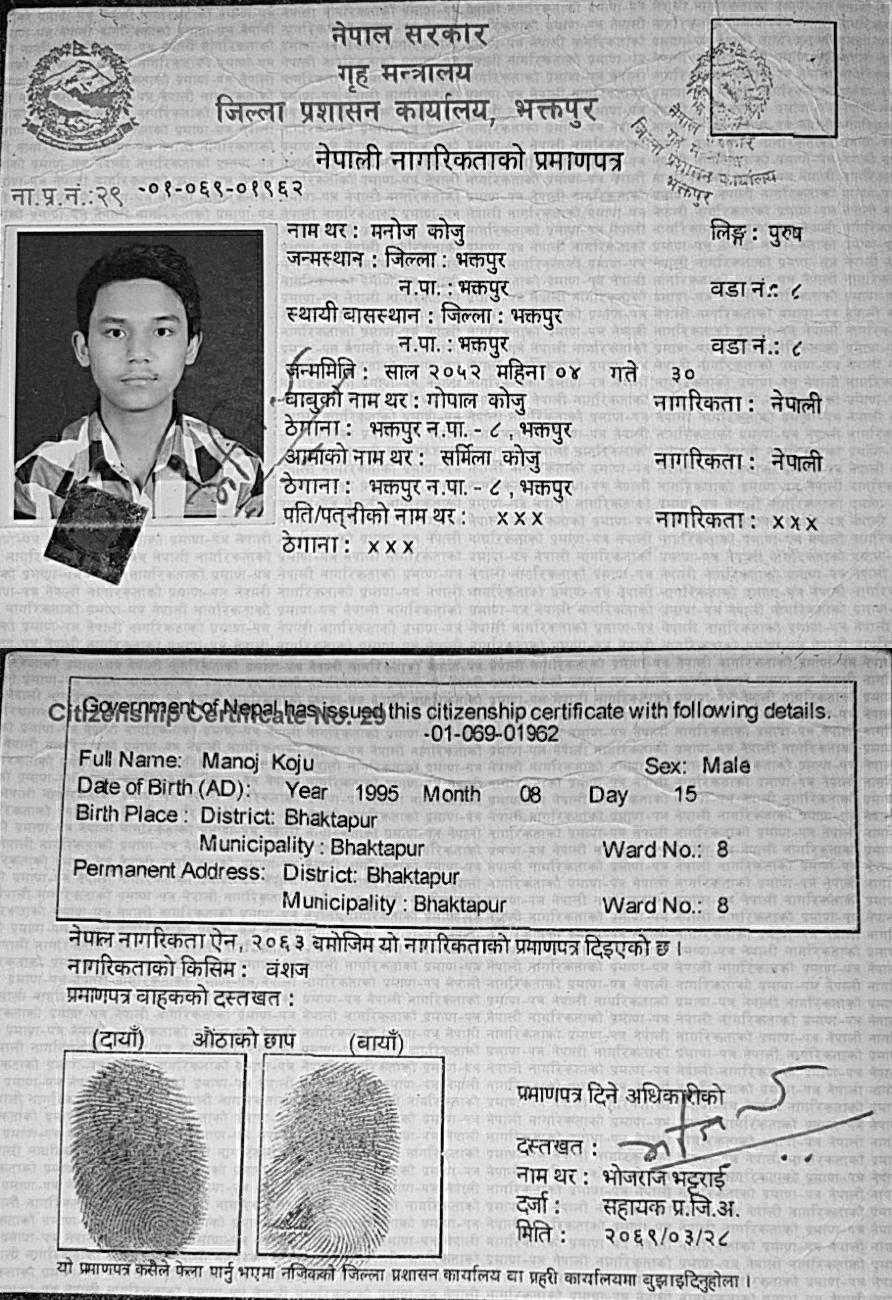 नेपाल सरकार
गृह मन्त्रालय
जिल्ला प्रशासन कार्यालय, भक्तपुर
नेपाल सरकार
गृह मन्त्रालय
जिल्ला प्रशासन कार्यालय
भक्तपुर
नेपाली नागरिकताको प्रमाणपत्र
ना.प्र.नं.:२९ -०१-०६९-०१९६२
नाम थर : मनोज कोजु लिङ्ग : पुरुष
जन्मस्थान : जिल्ला : भक्तपुर
न.पा. : भक्तपुर वडा नं.: ८
स्थायी बासस्थान : जिल्ला : भक्तपुर
न.पा. : भक्तपुर वडा नं.: ८
जन्ममिति : साल २०५२ महिना ०४ गते ३०
बाबुको नाम थर : गोपाल कोजु नागरिकता : नेपाली
ठेगाना : भक्तपुर न.पा. - ८ , भक्तपुर
आमाको नाम थर : सर्मिला कोजु नागरिकता : नेपाली
ठेगाना : भक्तपुर न.पा. - ८ , भक्तपुर
पति/पत्नीको नाम थर : x x x नागरिकता : x x x
ठेगाना : x x x
Government of Nepal has issued this citizenship certificate with following details.
Citizenship Certificate No. 29 -01-069-01962
Full Name: Manoj Koju Sex: Male
Date of Birth (AD): Year 1995 Month 08 Day 15
Birth Place : District: Bhaktapur
Municipality : Bhaktapur Ward No.: 8
Permanent Address: District: Bhaktapur
Municipality : Bhaktapur Ward No.: 8
नेपाल नागरिकता ऐन, २०६३ बमोजिम यो नागरिकताको प्रमाणपत्र दिइएको छ ।
नागरिकताको किसिम : वंशज
प्रमाणपत्र वाहकको दस्तखत :
(दायाँ) औंठाको छाप (बायाँ)
प्रमाणपत्र दिने अधिकारीको
दस्तखत :
नाम थर : भोजराज भट्टराई
दर्जा : सहायक प्र.जि.अ.
मिति : २०६९/०३/२८
यो प्रमाणपत्र कसैले फेला पार्नु भएमा नजिकको जिल्ला प्रशासन कार्यालय वा प्रहरी कार्यालयमा बुझाइदिनुहोला ।